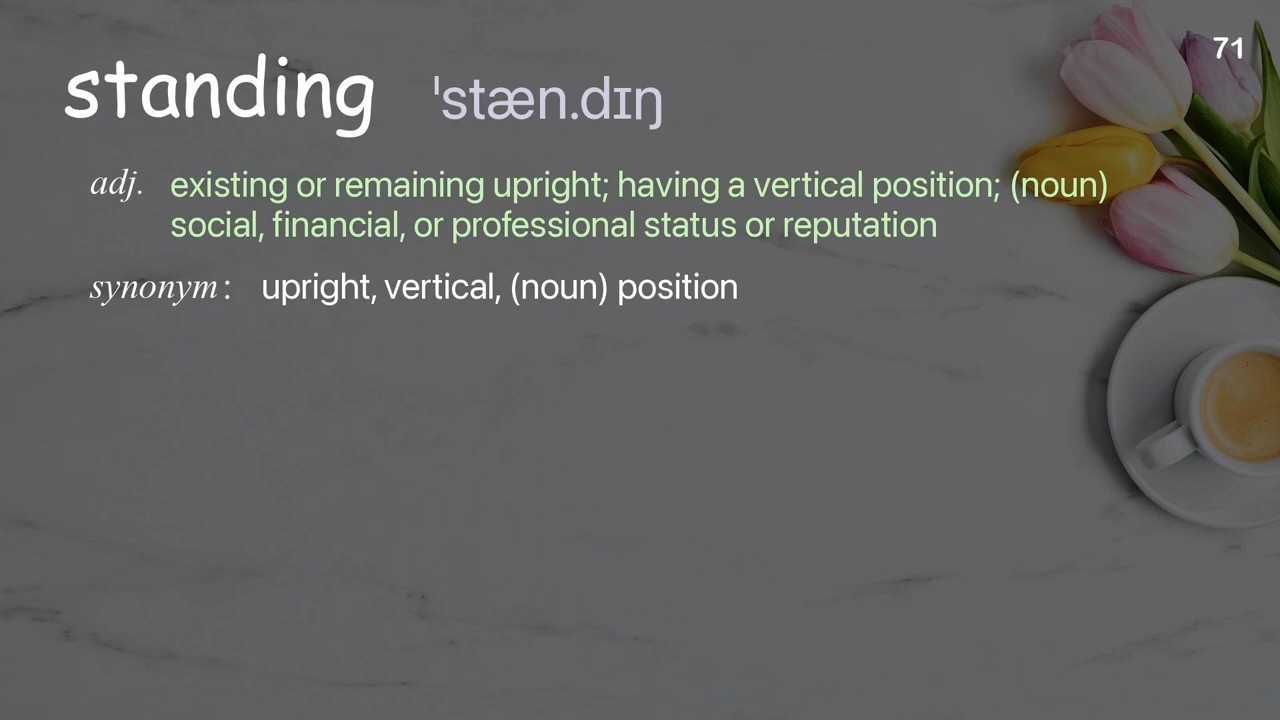 71
standing ˈstæn.dɪŋ
adj. existing or remaining upright; having a vertical position; (noun)
social, financial, or professional status or reputation
synonym: upright, vertical, (noun) position